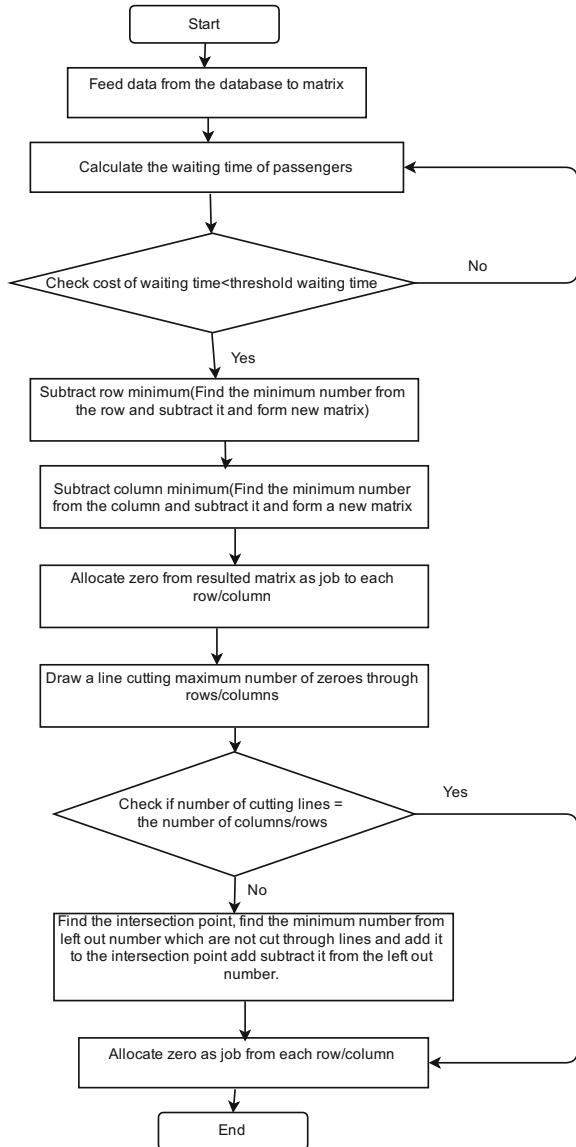 Start
Feed data from the database to matrix
Calculate the waiting time of passengers
Check cost of waiting time<threshold waiting time
No
Yes
Subtract row minimum(Find the minimum number from
the row and subtract it and form new matrix)
Subtract column minimum(Find the minimum number
from the column and subtract it and form a new matrix
Allocate zero from resulted matrix as job to each
row/column
Draw a line cutting maximum number of zeroes through
rows/columns
Check if number of cutting lines =
the number of columns/rows
Yes
No
Find the intersection point, find the minimum number from
left out number which are not cut through lines and add it
to the intersection point add subtract it from the left out
number.
Allocate zero as job from each row/column
End